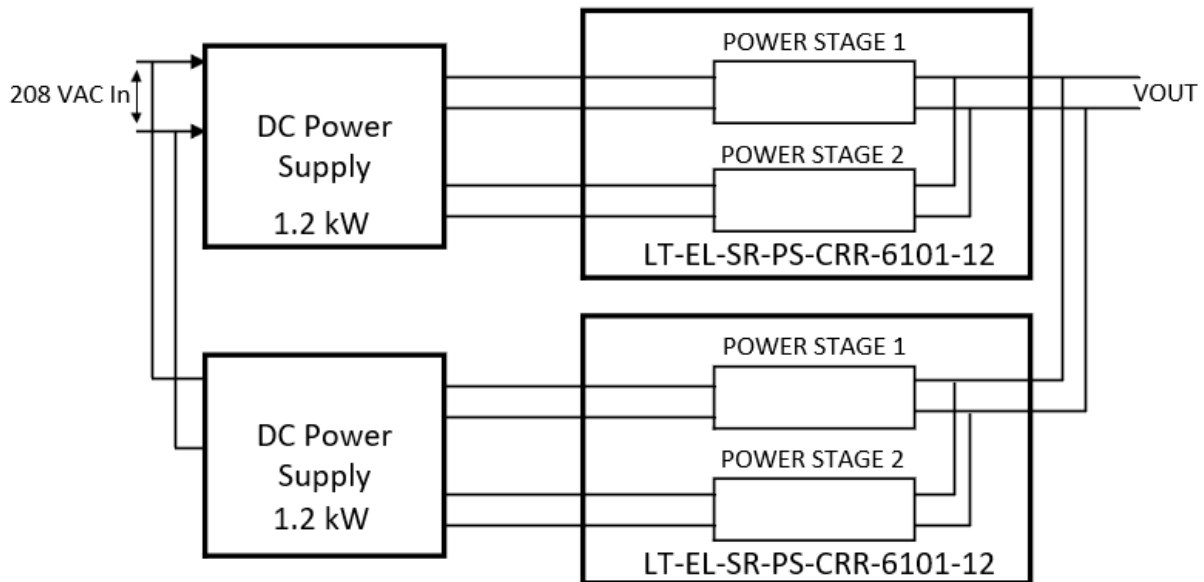 POWER STAGE 1
208 VAC In
DC Power
Supply
1.2 kW
VOUT
POWER STAGE 2
LT-EL-SR-PS-CRR-6101-12
POWER STAGE 1
DC Power
Supply
1.2 kW
POWER STAGE 2
LT-EL-SR-PS-CRR-6101-12